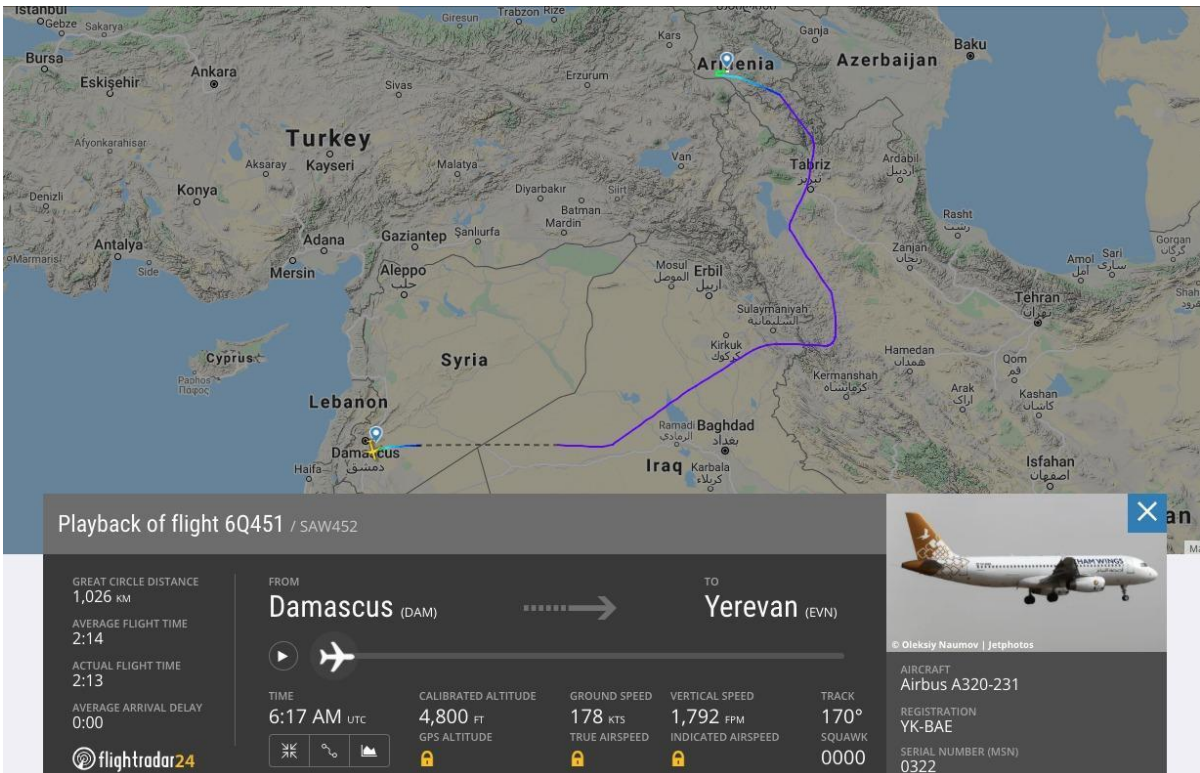 Istanbul
Gebze
Sakarya
Giresun
Trabzon
Rize
Bursa
Eskişehir
Ankara
Sivas
Erzurum
Kars
Armenia
Ganja
Azerbaijan
Baku
Afyonkarahisar
Turkey
Aksaray
Kayseri
Malatya
Van
Tabriz
تبریز
Ardabil
اردبیل
Denizli
Konya
Diyarbakır
Siirt
Batman
Mardin
Rasht
رشت
Antalya
Marmaris
Side
Adana
Mersin
Gaziantep
Şanlıurfa
Zanjan
زنجان
Amol
آمل
Sari
ساری
Gorgan
گرگان
Aleppo
حلب
Mosul
الموصل
Erbil
اربيل
Tehran
تهران
Shah
Sulaymaniyah
السليمانية
Cyprus
Paphos
Πάφος
Syria
Kirkuk
كركوك
Hamedan
همدان
Qom
قم
Kermanshah
کرمانشاه
Arak
اراک
Kashan
کاشان
Lebanon
Ramadi
الرمادي
Baghdad
بغداد
Damascus
دمشق
Haifa
Iraq
Karbala
كربلاء
Isfahan
اصفهان
Playback of flight 6Q451 / SAW452
GREAT CIRCLE DISTANCE
1,026 KM
AVERAGE FLIGHT TIME
2:14
ACTUAL FLIGHT TIME
2:13
AVERAGE ARRIVAL DELAY
0:00
flightradar24
FROM
Damascus (DAM)
TO
Yerevan (EVN)
TIME
6:17 AM UTC
CALIBRATED ALTITUDE
4,800 FT
GPS ALTITUDE
GROUND SPEED
178 KTS
TRUE AIRSPEED
VERTICAL SPEED
1,792 FPM
INDICATED AIRSPEED
TRACK
170°
SQUAWK
0000
HAM WINGS
© Oleksiy Naumov | Jetphotos
AIRCRAFT
Airbus A320-231
REGISTRATION
YK-BAE
SERIAL NUMBER (MSN)
0322